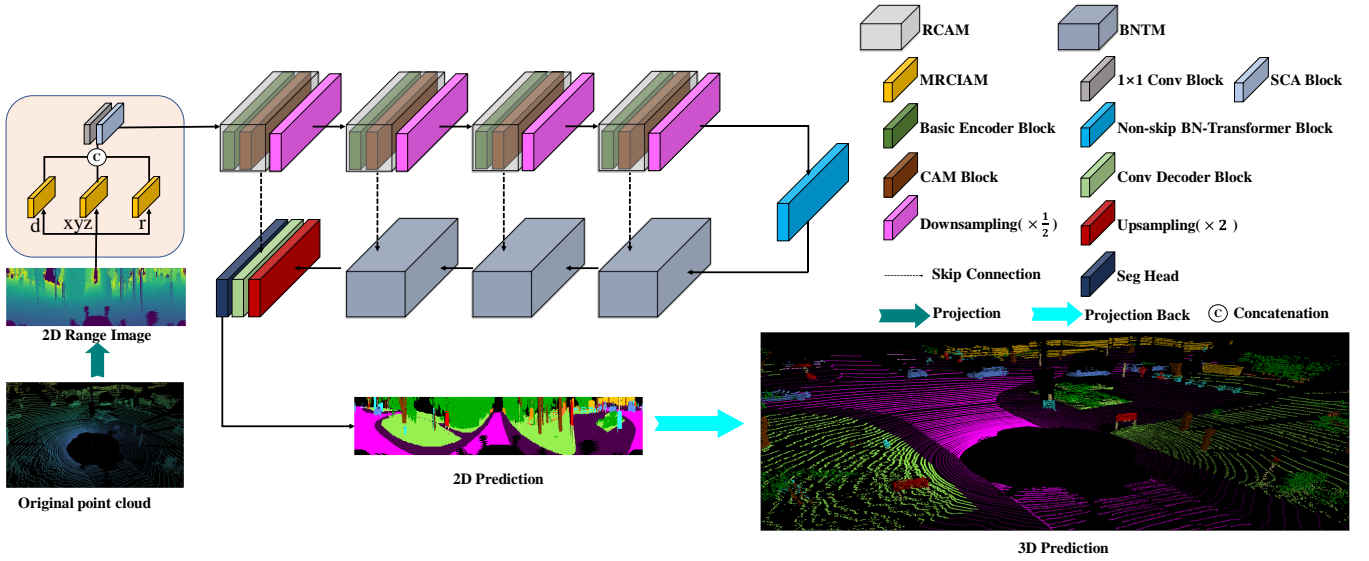 RCAM
BNTM
MRCIAM
1×1 Conv Block
SCA Block
Basic Encoder Block
Non-skip BN-Transformer Block
CAM Block
Conv Decoder Block
Downsampling( × 1/2 )
Upsampling( × 2 )
Skip Connection
Seg Head
Projection
Projection Back
C Concatenation
C
d
xyz
r
2D Range Image
Original point cloud
2D Prediction
3D Prediction